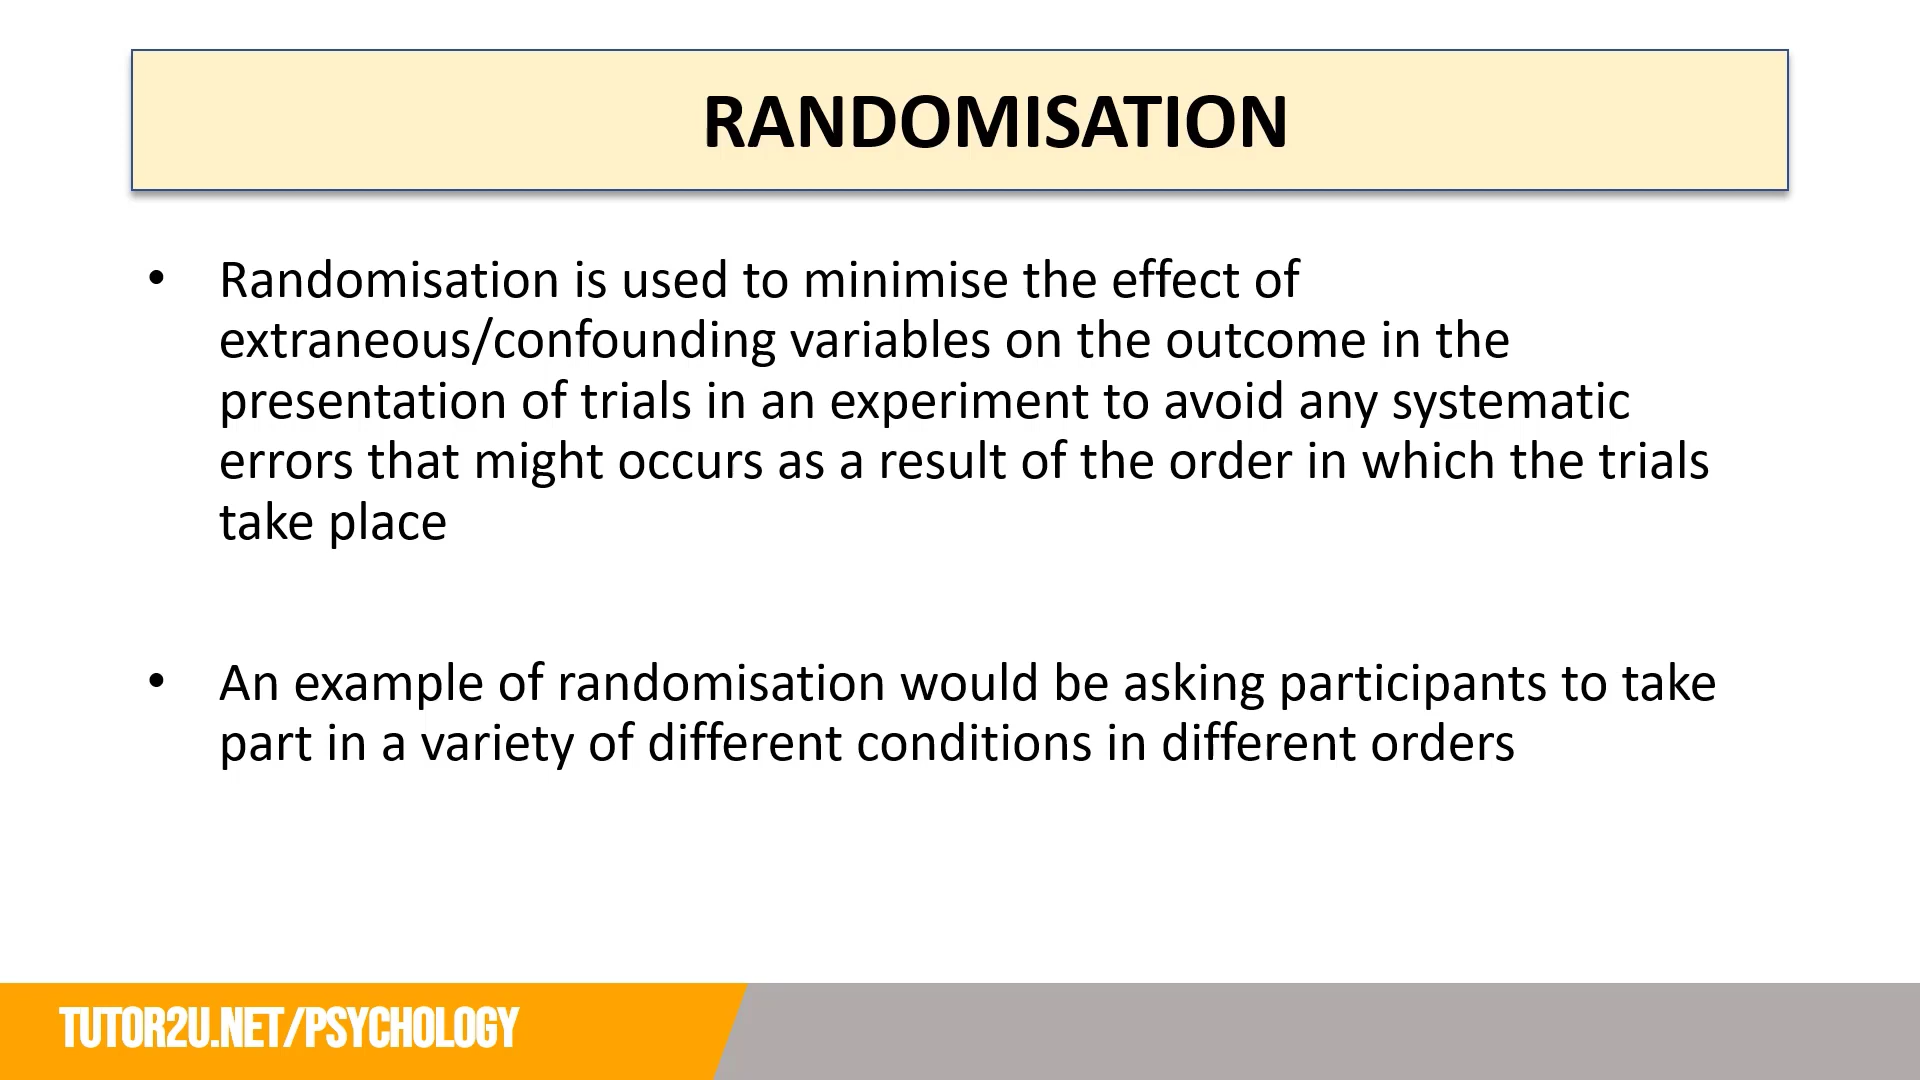 RANDOMISATION
• Randomisation is used to minimise the effect of
extraneous/confounding variables on the outcome in the
presentation of trials in an experiment to avoid any systematic
errors that might occurs as a result of the order in which the trials
take place
• An example of randomisation would be asking participants to take
part in a variety of different conditions in different orders
TUTOR2U.NET/PSYCHOLOGY